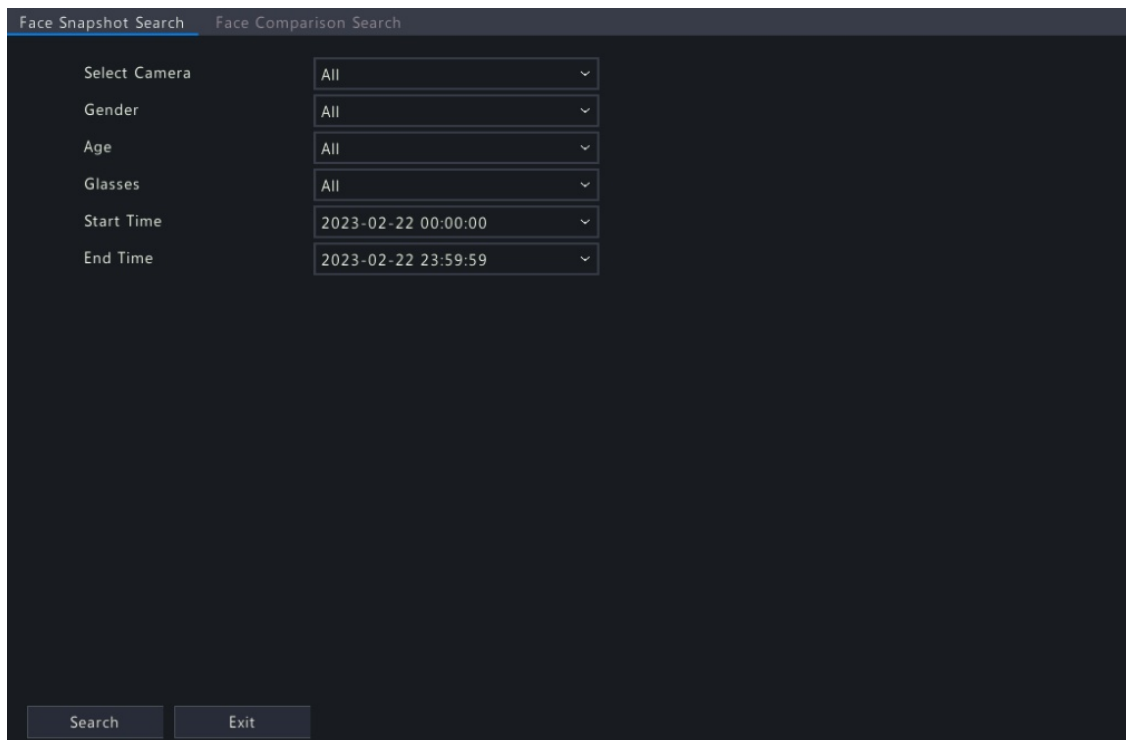 Face Snapshot Search Face Comparison Search
Select Camera All
Gender All
Age All
Glasses All
Start Time 2023-02-22 00:00:00
End Time 2023-02-22 23:59:59
Search Exit